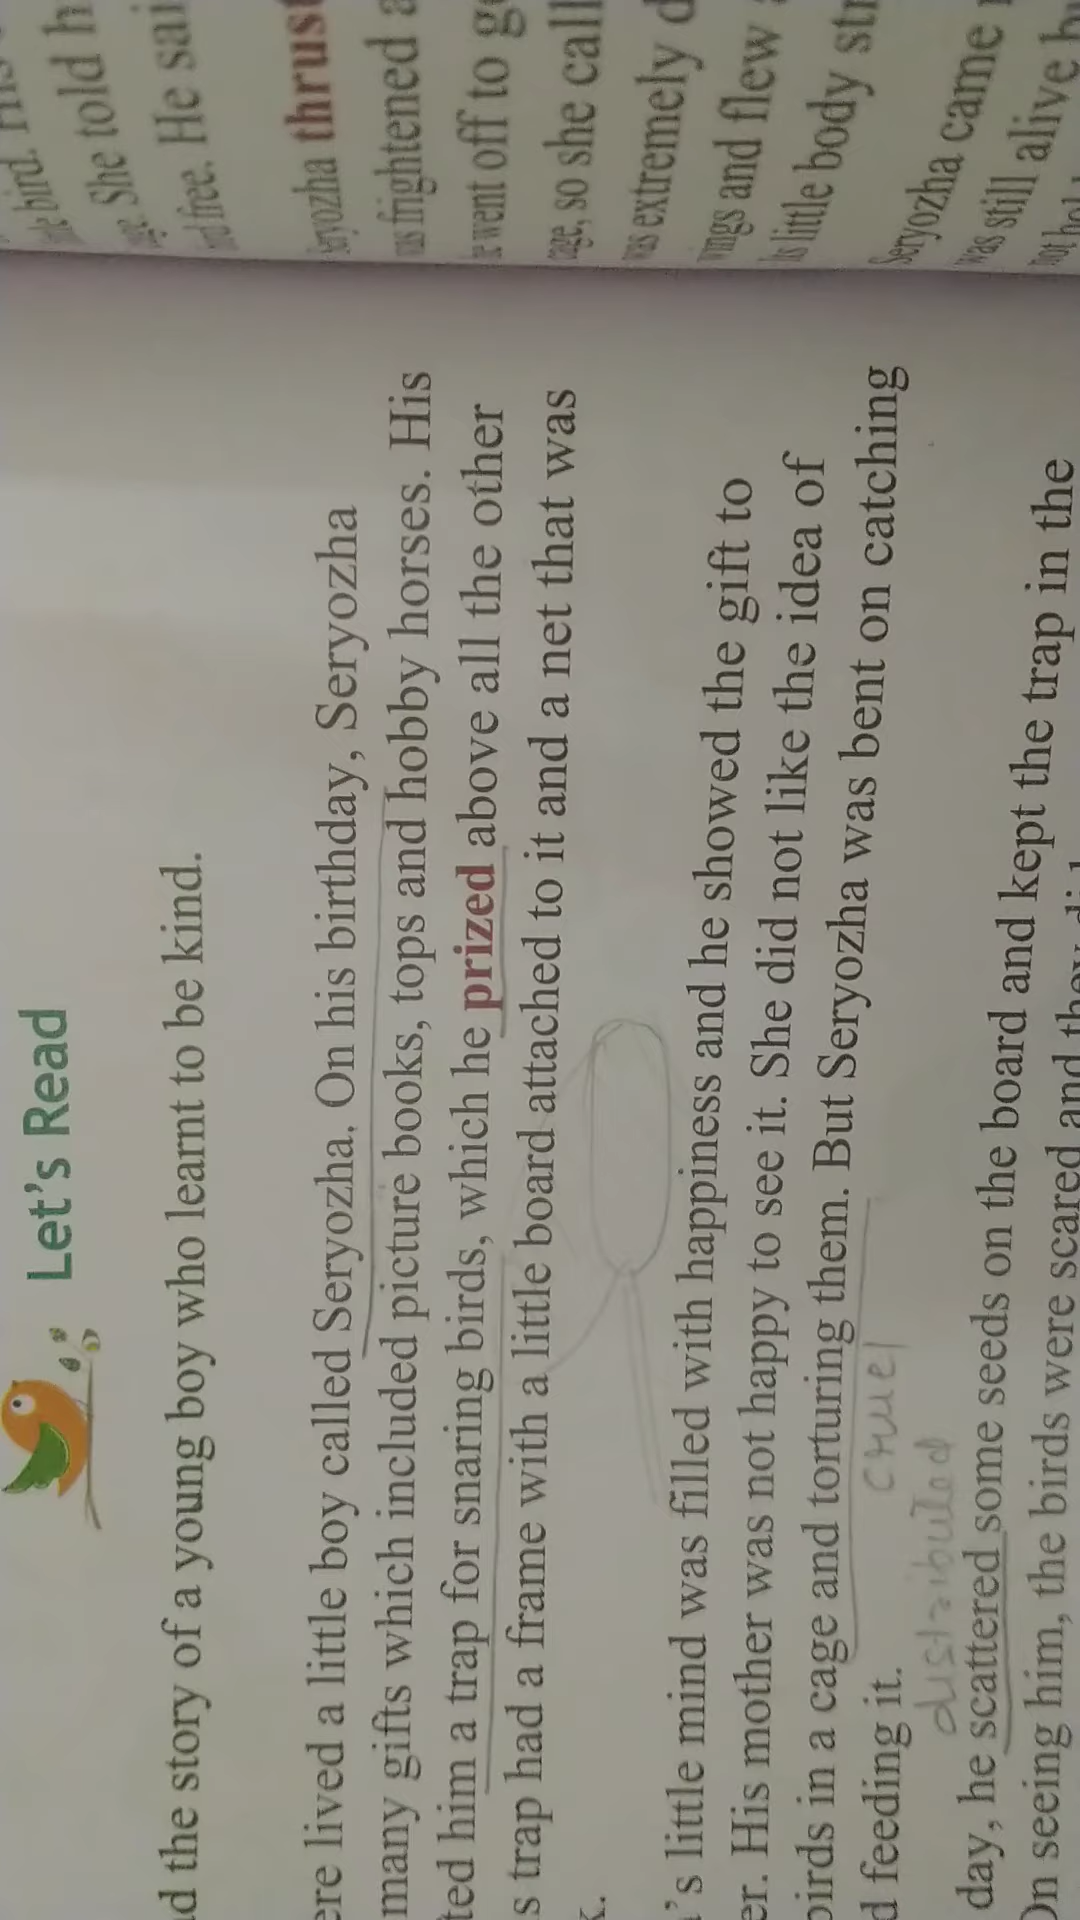 Let's Read
the story of a young boy who learnt to be kind.
lived a little boy called Seryozha. On his birthday, Seryozha
many gifts which included picture books, tops and hobby horses. His
him a trap for snaring birds, which he prized above all the other
trap had a frame with a little board attached to it and a net that was
's little mind was filled with happiness and he showed the gift to
His mother was not happy to see it. She did not like the idea of
birds in a cage and torturing them. But Seryozha was bent on catching
cruel
feeding it.
distributed
day, he scattered some seeds on the board and kept the trap in the
On seeing him, the birds were scared and they did
bird.
She told
free. He sai
Seryozha thrust
frightened a
went off to g
cage, so she call
was extremely d
wings and flew
little body str
Seryozha came
was still alive
not